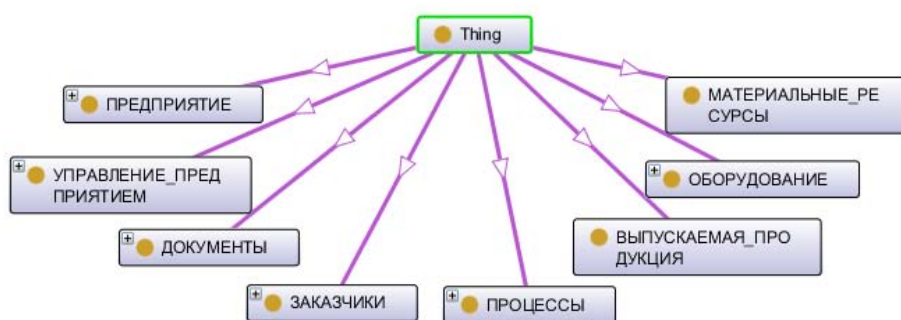 Thing
ПРЕДПРИЯТИЕ
МАТЕРИАЛЬНЫЕ_РЕ
СУРСЫ
УПРАВЛЕНИЕ_ПРЕД
ПРИЯТИЕМ
ОБОРУДОВАНИЕ
ДОКУМЕНТЫ
ВЫПУСКАЕМАЯ_ПРО
ДУКЦИЯ
ЗАКАЗЧИКИ
ПРОЦЕССЫ